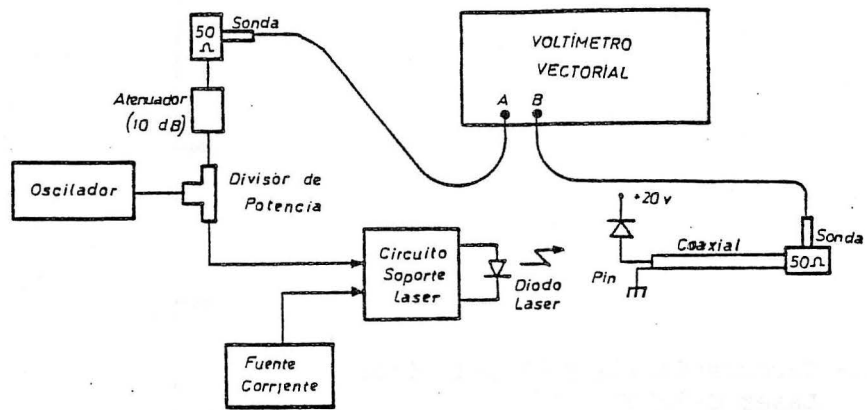 50
Ω
Sonda
Atenuador
(10 dB)
Oscilador
Divisor de
Potencia
VOLTÍMETRO
VECTORIAL
A
B
+20 v
Coaxial
Sonda
50Ω
Pin
Circuito
Soporte
Laser
Diodo
Laser
Fuente
Corriente